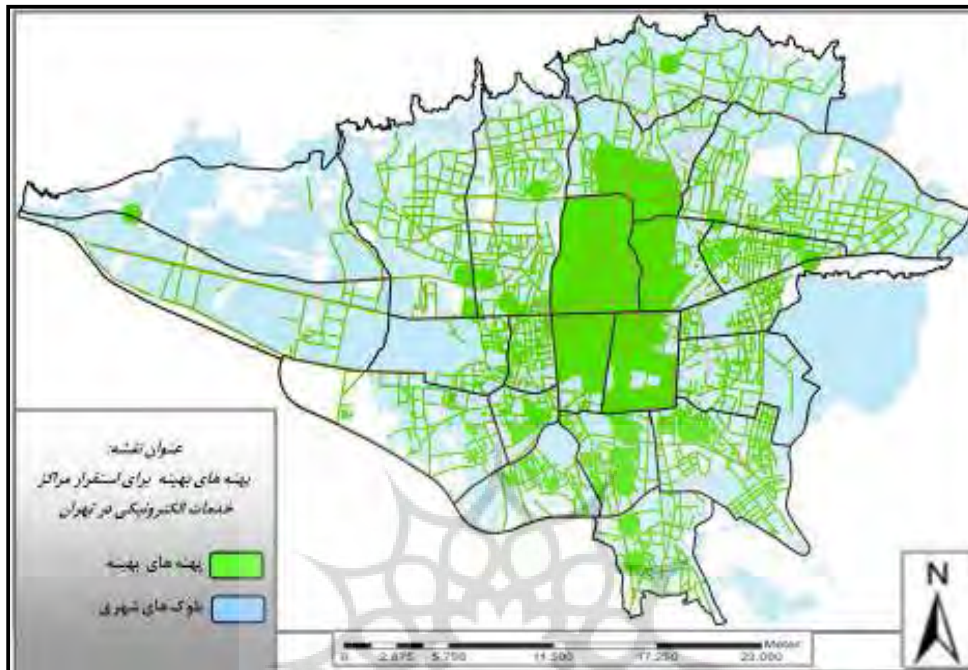 عنوان نقشه:
پهنه های بهینه برای استقرار مراکز
خدمات الکترونیکی در تهران
پهنه های بهینه
بلوک های شهری
N
Meter
0 2.875 5.750 11.500 17.250 23.000